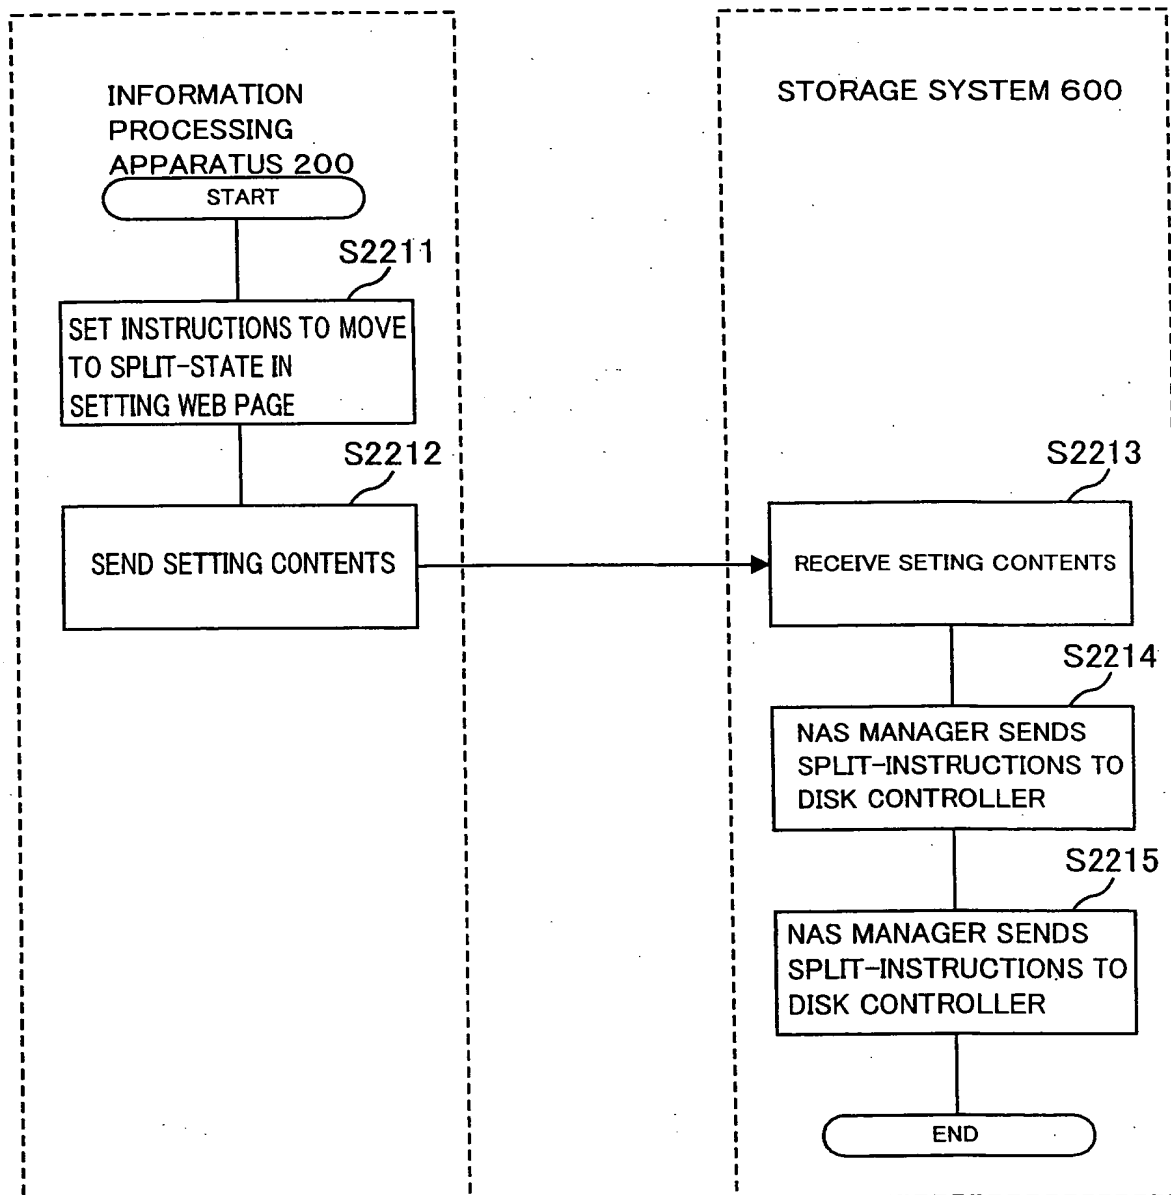 INFORMATION
PROCESSING
APPARATUS 200
START
S2211
SET INSTRUCTIONS TO MOVE
TO SPLIT-STATE IN
SETTING WEB PAGE
S2212
SEND SETTING CONTENTS
STORAGE SYSTEM 600
S2213
RECEIVE SETING CONTENTS
S2214
NAS MANAGER SENDS
SPLIT-INSTRUCTIONS TO
DISK CONTROLLER
S2215
NAS MANAGER SENDS
SPLIT-INSTRUCTIONS TO
DISK CONTROLLER
END